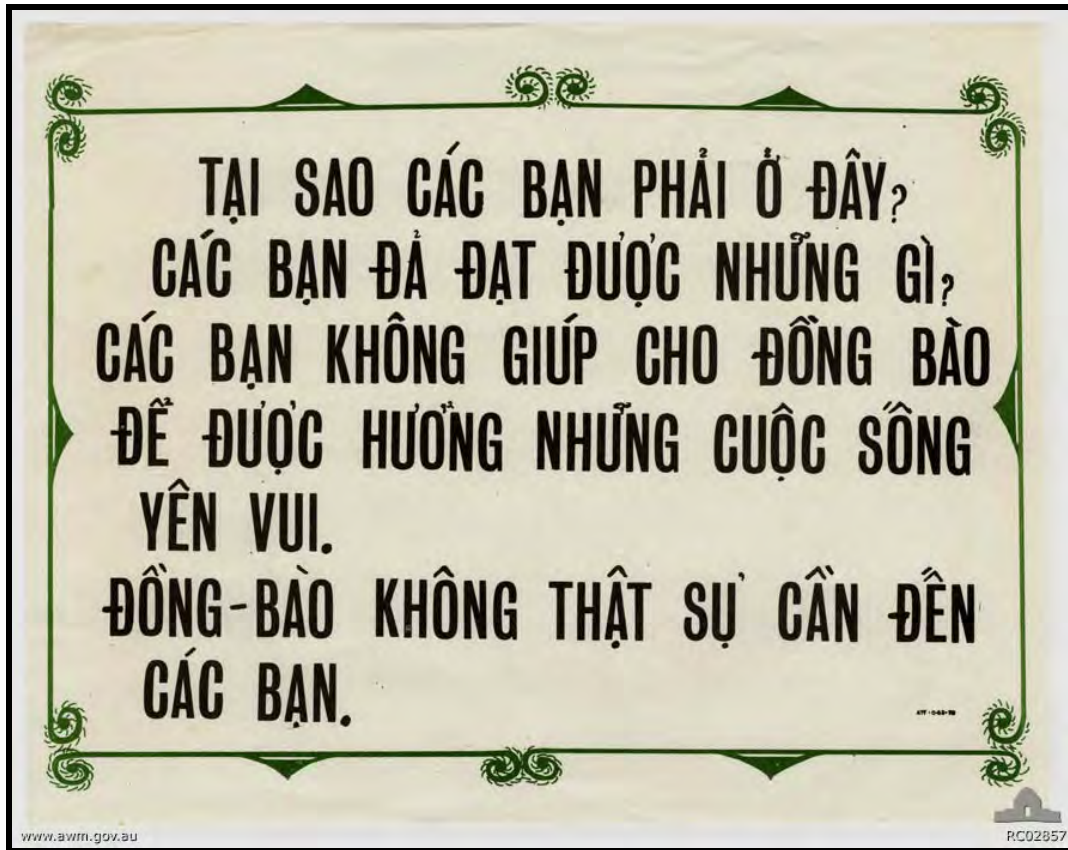 TẠI SAO CÁC BẠN PHẢI Ở ĐÂY?
CÁC BẠN ĐẢ ĐẠT ĐƯỢC NHỮNG GÌ?
CÁC BẠN KHÔNG GIÚP CHO ĐỒNG BÀO
ĐỂ ĐƯỢC HƯỞNG NHỮNG CUỘC SỐNG
YÊN VUI.
ĐỒNG-BÀO KHÔNG THẬT SỰ CẦN ĐẾN
CÁC BẠN.
www.awm.gov.au
RC02857